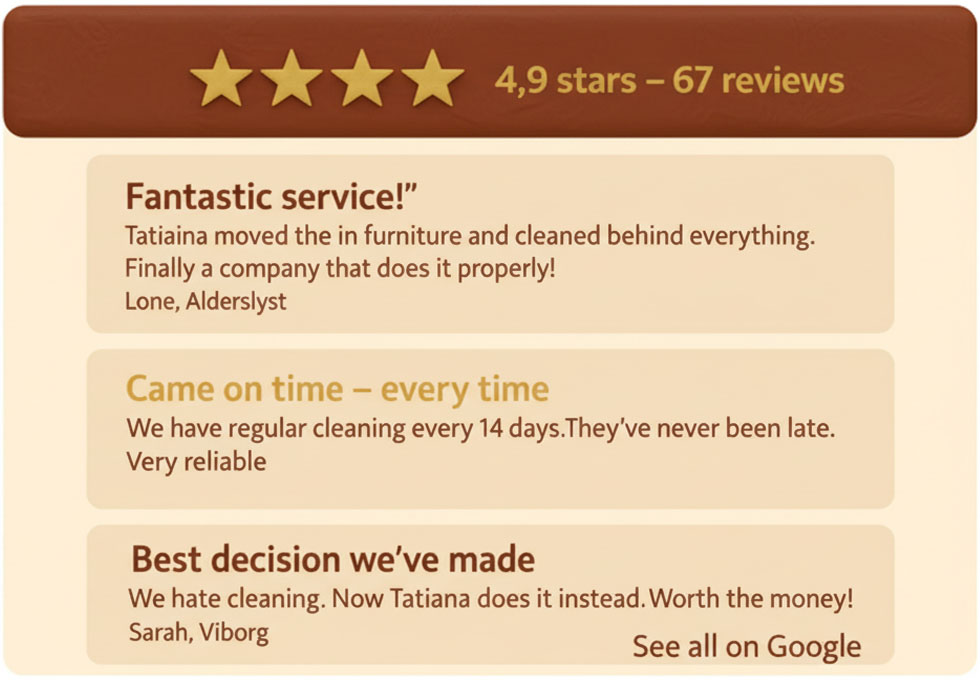 4,9 stars – 67 reviews
Fantastic service!”
Tatiaina moved the in furniture and cleaned behind everything.
Finally a company that does it properly!
Lone, Alderslyst
Came on time – every time
We have regular cleaning every 14 days.They’ve never been late.
Very reliable
Best decision we’ve made
We hate cleaning. Now Tatiana does it instead.Worth the money!
Sarah, Viborg
See all on Google